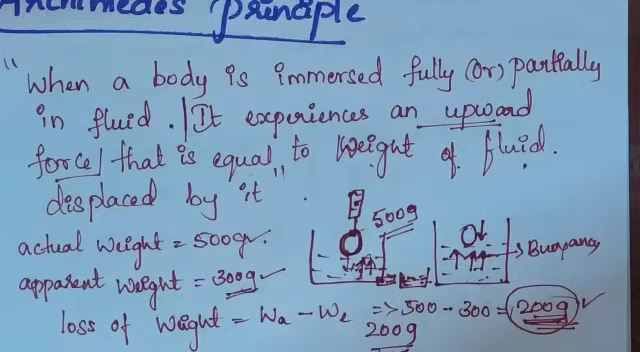 Archimedes principle
"When a body is immersed fully (or) partially
in fluid. It experiences an upward
force that is equal to weight of fluid.
displaced by it".
500g
Buoyancy
actual weight = 500gr.
apparent weight = 300g
loss of weight = Wa - We => 500 - 300 = 200g
200g